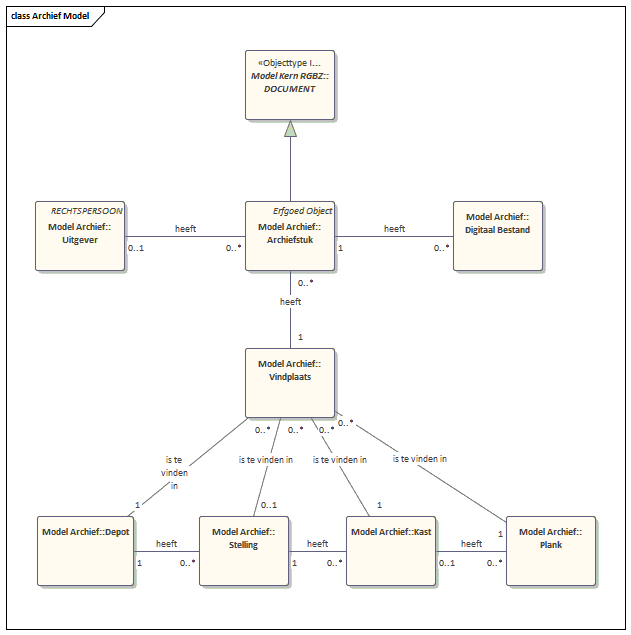 class Archief Model
«Objecttype I...
Model Kern RGBZ::
DOCUMENT
RECHTSPERSOON
Model Archief::
Uitgever
Erfgoed Object
Model Archief::
Archiefstuk
Model Archief::
Digitaal Bestand
heeft
0..1
0..*
heeft
1
0..*
0..*
heeft
1
Model Archief::
Vindplaats
0..*
0..*
0..*
0..*
is te
vinden
in
is te vinden in
is te vinden in
is te vinden in
1
0..1
1
1
Model Archief::Depot
Model Archief::
Stelling
Model Archief::Kast
Model Archief::
Plank
heeft
1
0..*
heeft
1
0..*
heeft
0..1
0..*